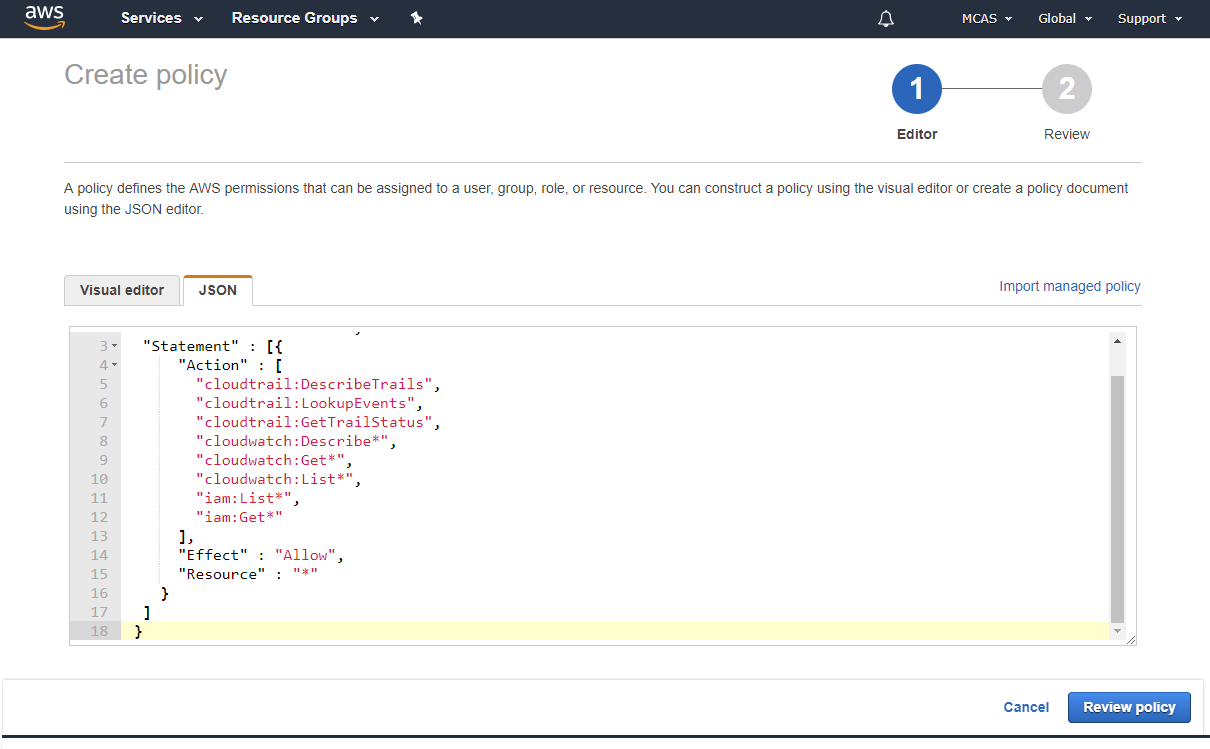 aws Services Resource Groups MCAS Global Support
Create policy
1 2
Editor Review
A policy defines the AWS permissions that can be assigned to a user, group, role, or resource. You can construct a policy using the visual editor or create a policy document
using the JSON editor.
Visual editor JSON Import managed policy
3 "Statement" : [{
4 "Action" : [
5 "cloudtrail:DescribeTrails",
6 "cloudtrail:LookupEvents",
7 "cloudtrail:GetTrailStatus",
8 "cloudwatch:Describe*",
9 "cloudwatch:Get*",
10 "cloudwatch:List*",
11 "iam:List*",
12 "iam:Get*"
13 ],
14 "Effect" : "Allow",
15 "Resource" : "*"
16 }
17 ]
18 }
Cancel Review policy